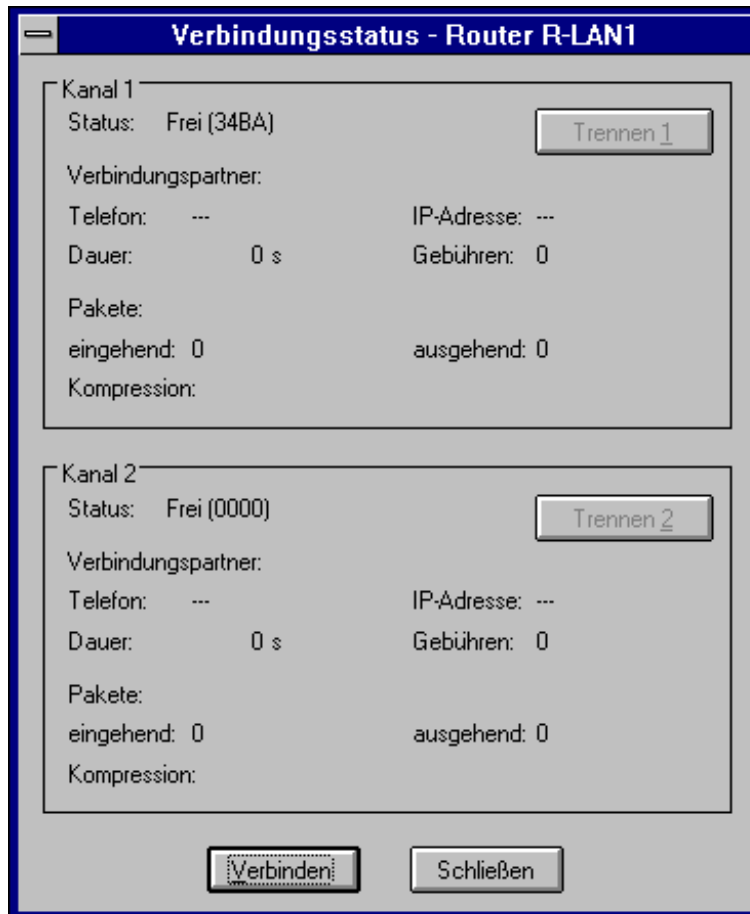 Verbindungsstatus - Router R-LAN1
Kanal 1
Status: Frei (34BA)
Trennen 1
Verbindungspartner:
Telefon: --- IP-Adresse: ---
Dauer: 0 s Gebühren: 0
Pakete:
eingehend: 0 ausgehend: 0
Kompression:
Kanal 2
Status: Frei (0000)
Trennen 2
Verbindungspartner:
Telefon: --- IP-Adresse: ---
Dauer: 0 s Gebühren: 0
Pakete:
eingehend: 0 ausgehend: 0
Kompression:
Verbinden Schließen